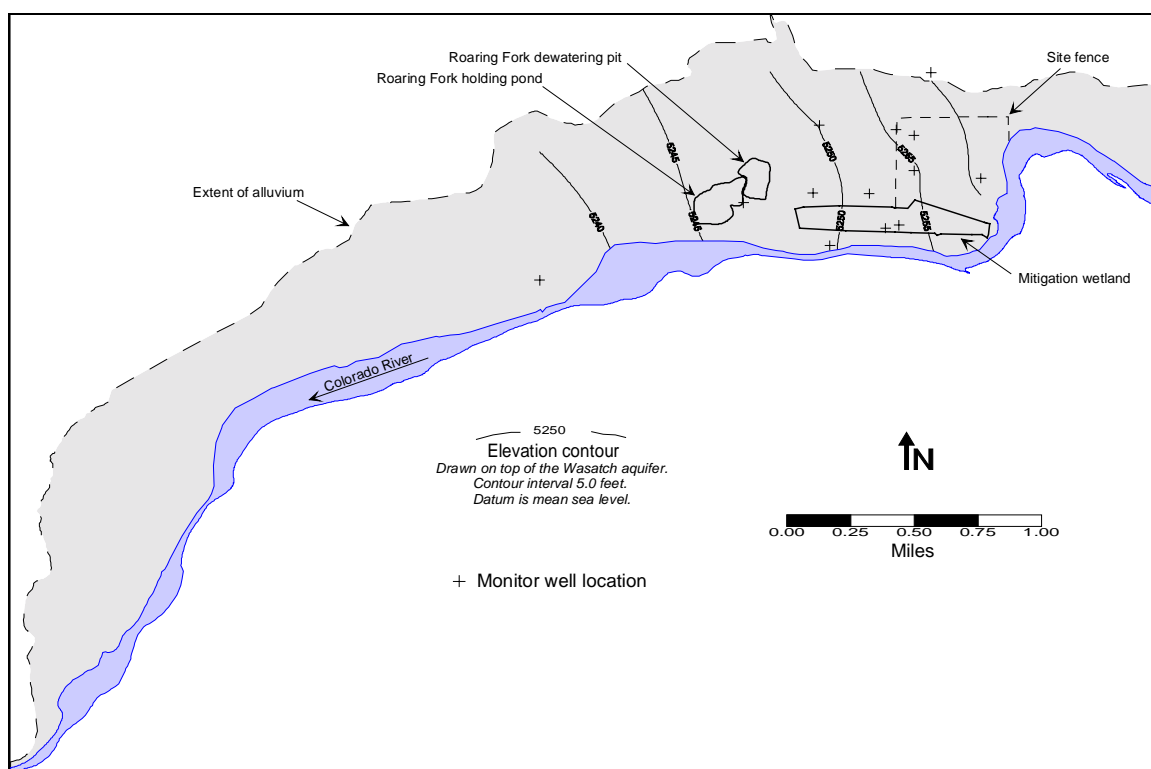 Roaring Fork dewatering pit
Roaring Fork holding pond
Site fence
Extent of alluvium
5245
5250
5255
5240
5245
5250
5255
Mitigation wetland
Colorado River
5250
Elevation contour
Drawn on top of the Wasatch aquifer.
Contour interval 5.0 feet.
Datum is mean sea level.
N
0.00 0.25 0.50 0.75 1.00
Miles
+ Monitor well location